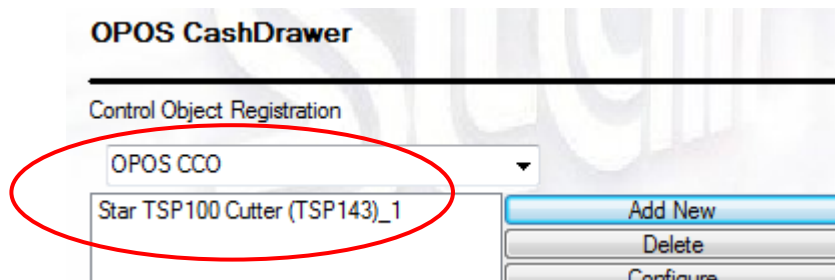 OPOS CashDrawer
Control Object Registration
OPOS CCO
Star TSP100 Cutter (TSP143)_1
Add New
Delete
Configure